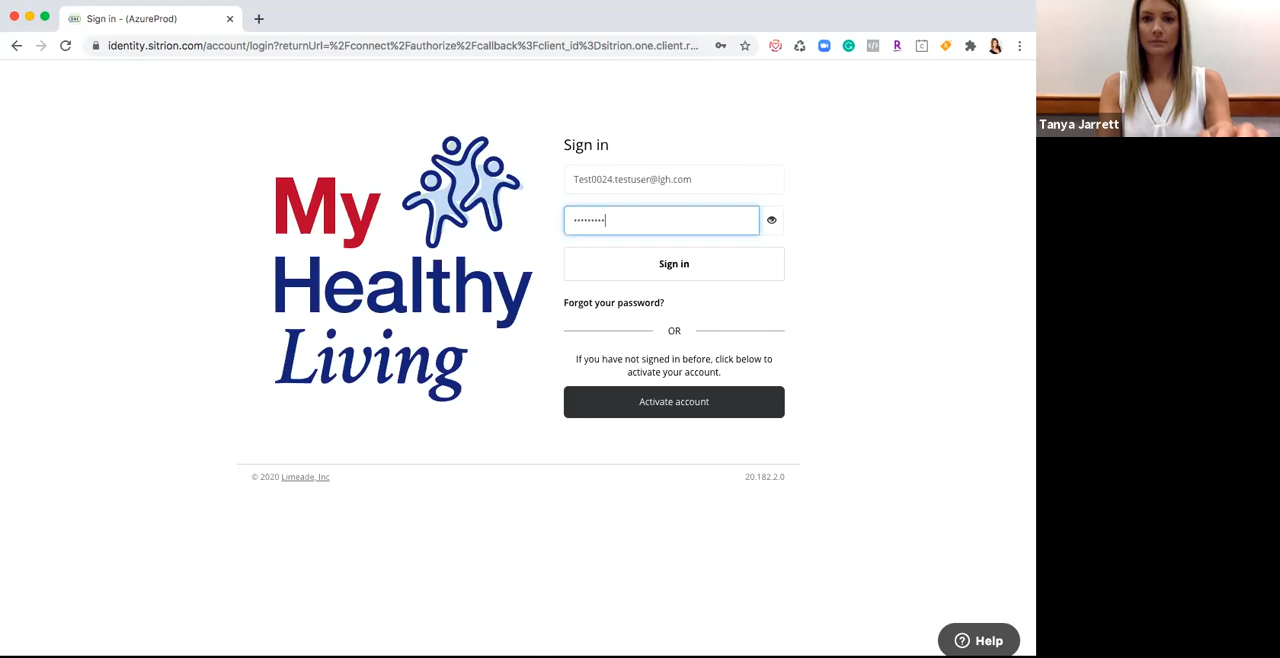 Sign in - (AzureProd)
identity.sitrion.com/account/login?returnUrl=%2Fconnect%2Fauthorize%2Fcallback%3Fclient_id%3Dsitrion.one.client.r...
Tanya Jarrett
My
Healthy
Living
Sign in
Test0024.testuser@lgh.com
•••••••••
Sign in
Forgot your password?
OR
If you have not signed in before, click below to
activate your account.
Activate account
© 2020 Limeade, Inc
20.182.2.0
Help